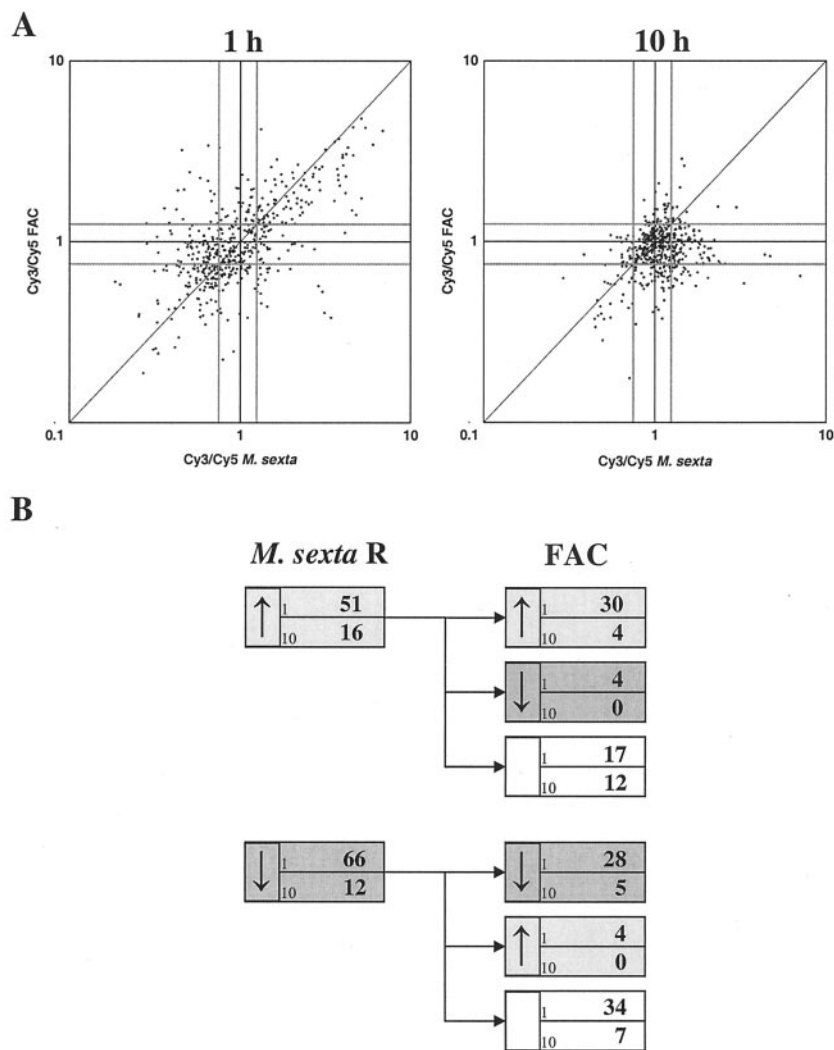 A
1 h
10 h
10
1
0.1
1
10
Cy3/Cy5 FAC
Cy3/Cy5 M. sexta
10
1
0.1
1
10
Cy3/Cy5 FAC
Cy3/Cy5 M. sexta
B
M. sexta R
FAC
↑ 1 51
10 16
↑ 1 30
10 4
↓ 1 4
10 0
1 17
10 12
↓ 1 66
10 12
↓ 1 28
10 5
↑ 1 4
10 0
1 34
10 7